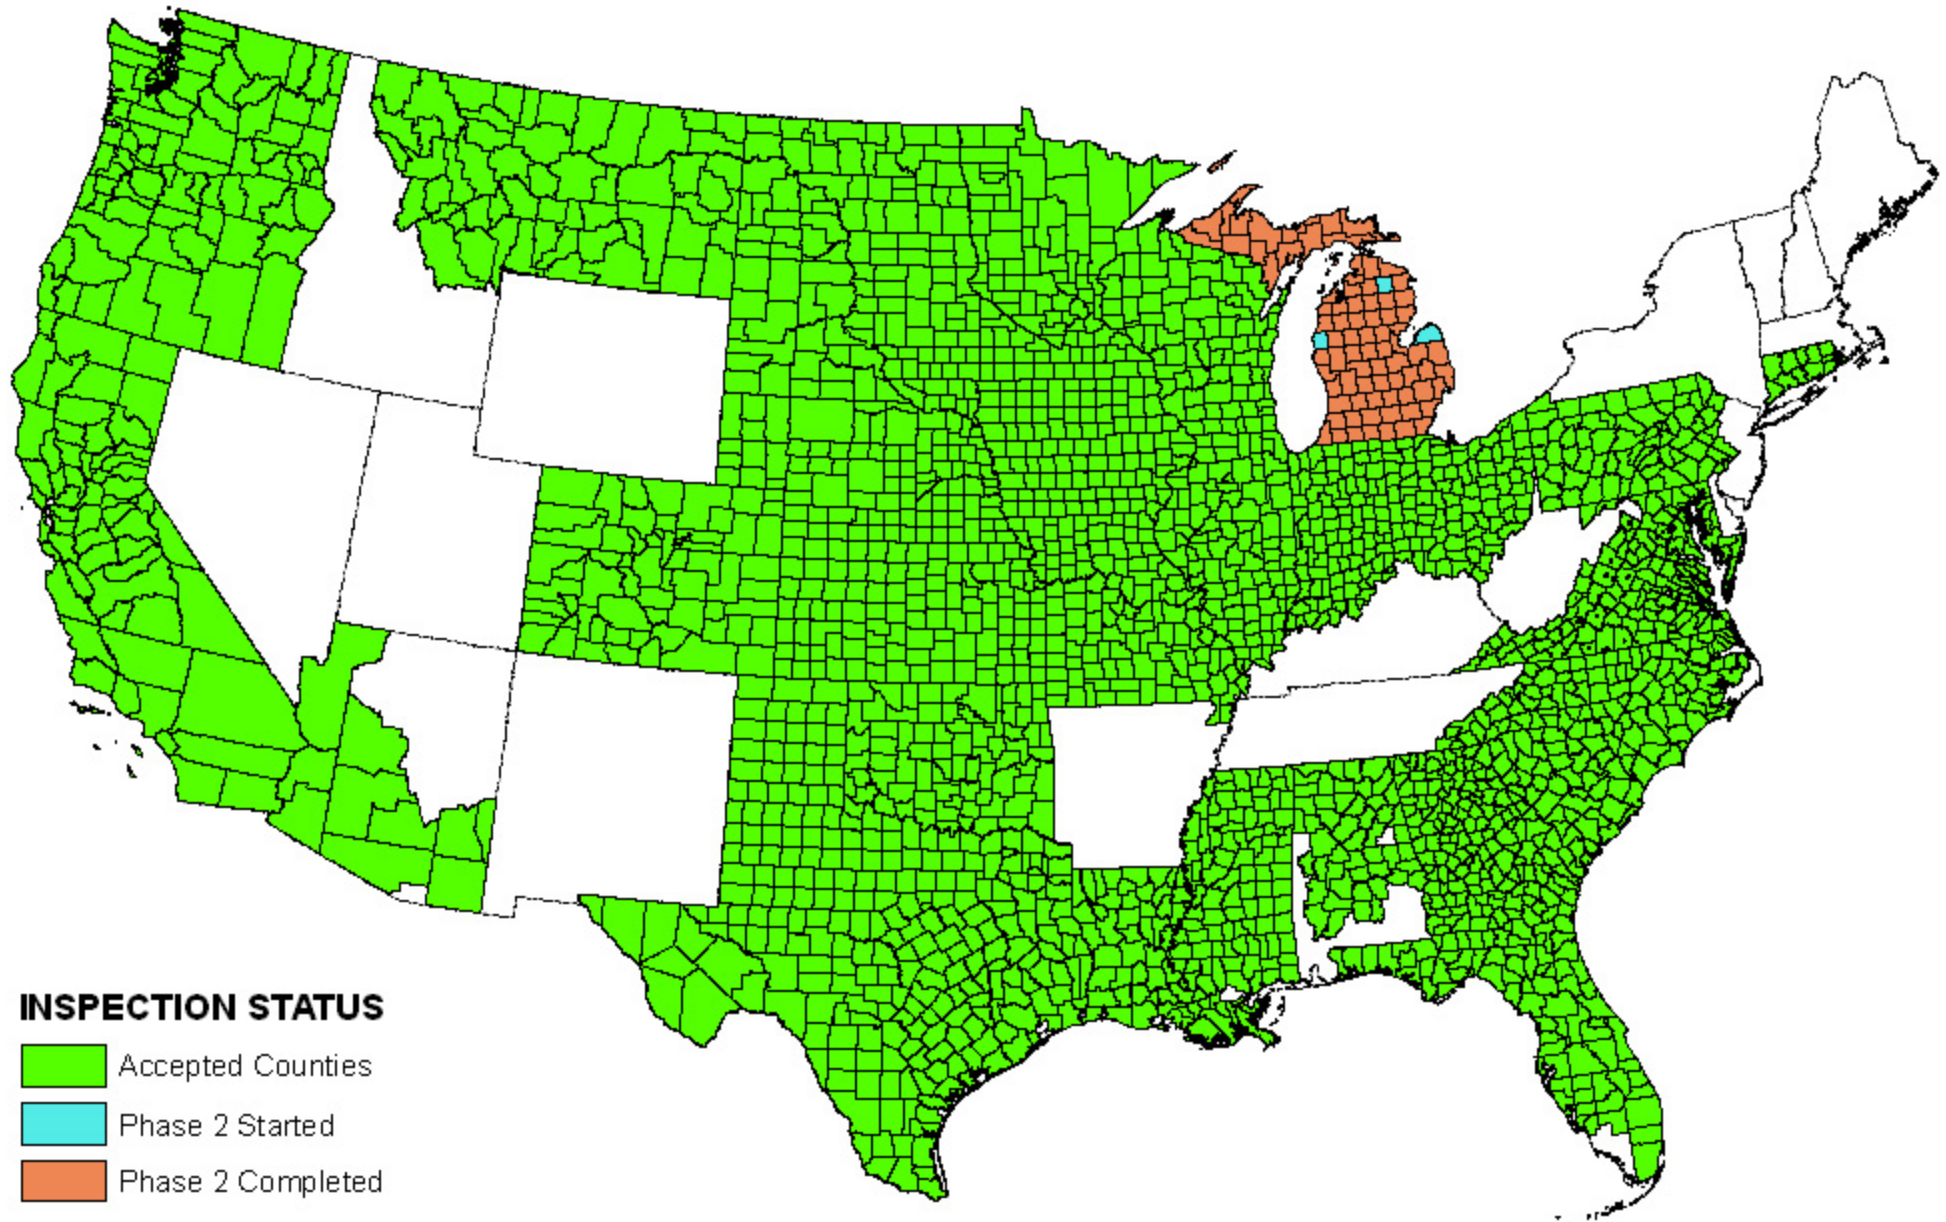 INSPECTION STATUS
Accepted Counties
Phase 2 Started
Phase 2 Completed